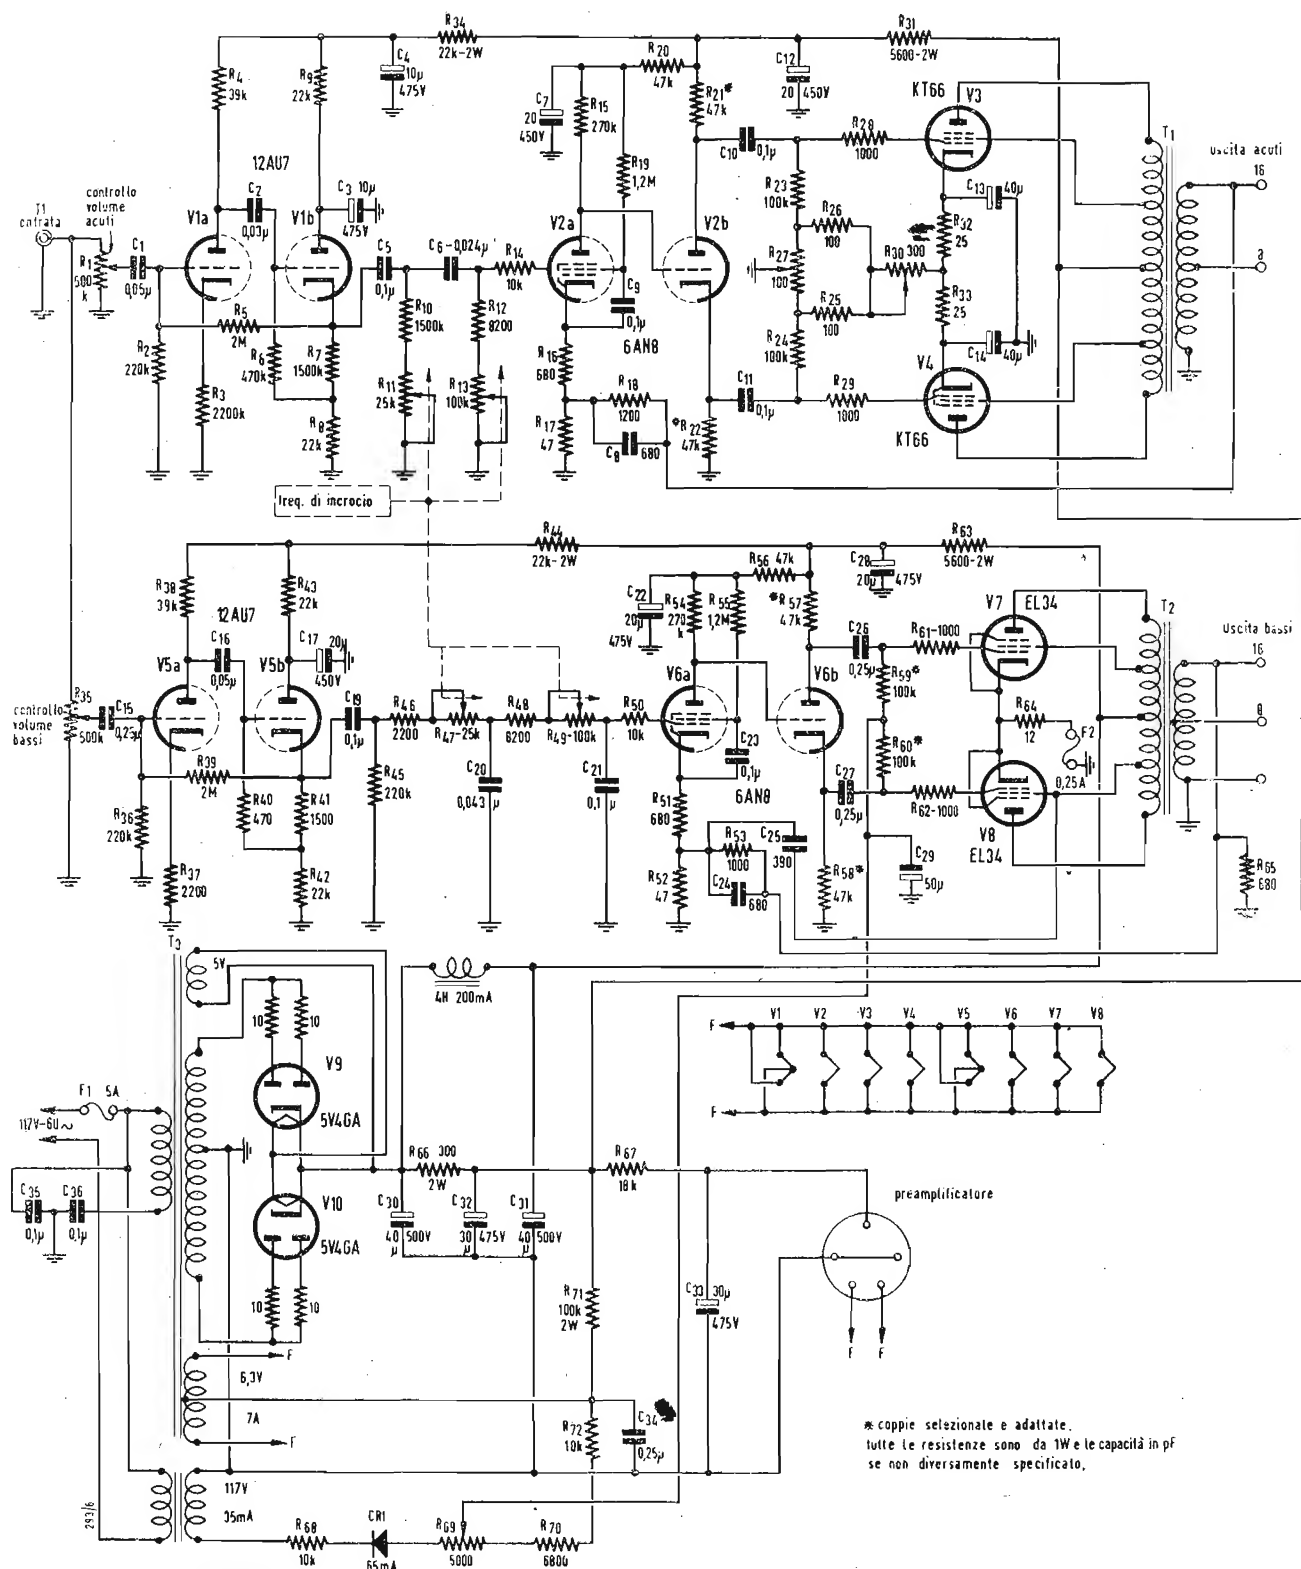 R34
22k-2W
R31
5600-2W
C4
10µ
475V
R4
39k
R9
22k
R20
47k
C12
20 450V
KT66
V3
R21*
47k
C7
20
450V
R15
270k
R28
1000
T1
uscita acuti
16
C10
0,1µ
12AU7
controllo
volume
acuti
C2
0,03µ
C3 10µ
475V
R19
1,2M
R23
100k
C13
40µ
T1
entrata
V1a
V1b
V2a
V2b
R26
100
R32
25
C5
0,1µ
C6-0,024µ
R14
10k
R30
300
R1
500
k
C1
0,05µ
R27
100
8
C9
0,1µ
R33
25
R25
100
R10
1500k
R12
8200
R5
2M
6AN8
R24
100k
C14
40µ
R2
220k
R6
470k
R7
1500k
R16
680
V4
R3
2200k
R11
25k
R13
100k
R18
1200
C11
0,1µ
R29
1000
KT66
R8
22k
R17
47
C8 680
*R22
47k
freq. di incrocio
R44
22k-2W
R63
5600-2W
R56 47k
C28
20µ
475V
R38
39k
R43
22k
12AU7
C22
20µ
475V
R54
270
k
R55
1,2M
*R57
47k
V7
EL34
T2
Uscita bassi
16
C16
0,05µ
C17 20µ
450V
C26
0,25µ
R61-1000
V5a
V5b
V6a
V6b
R59*
100k
R35
500k
controllo
volume
bassi
C15
0,25µ
C19
0,1µ
R46
2200
R47-25k
R48
8200
R49-100k
R50
10k
R64
12
F2
8
R60*
100k
0,25A
R39
2M
C23
0,1µ
R45
220k
C20
0,043 µ
C21
0,1 µ
6AN8
C27
0,25µ
R62-1000
R36
220k
R40
470
R41
1500
R51
680
V8
EL34
C25
390
R53
1000
C29
50µ
R65
680
R37
2200
R42
22k
R52
47
C24
680
R58*
47k
T3
5V
4H 200mA
10
10
V1
V2
V3
V4
V5
V6
V7
V8
F
F
V9
5V4GA
F1 5A
117V-60~
R66 300
2W
R67
18k
C35
0,1µ
C36
0,1µ
V10
5V4GA
C30
40
µ
500V
C32
30
µ
475V
C31
40
µ
500V
preamplificatore
10
10
R71
100k
2W
C33 30µ
475V
F
F
F
6,3V
7A
F
R72
10k
C34
0,25µ
* coppie selezionate e adattate.
tutte le resistenze sono da 1W e le capacità in pF
se non diversamente specificato.
117V
35mA
293/6
R68
10k
CR1
65mA
R69
5000
R70
6800